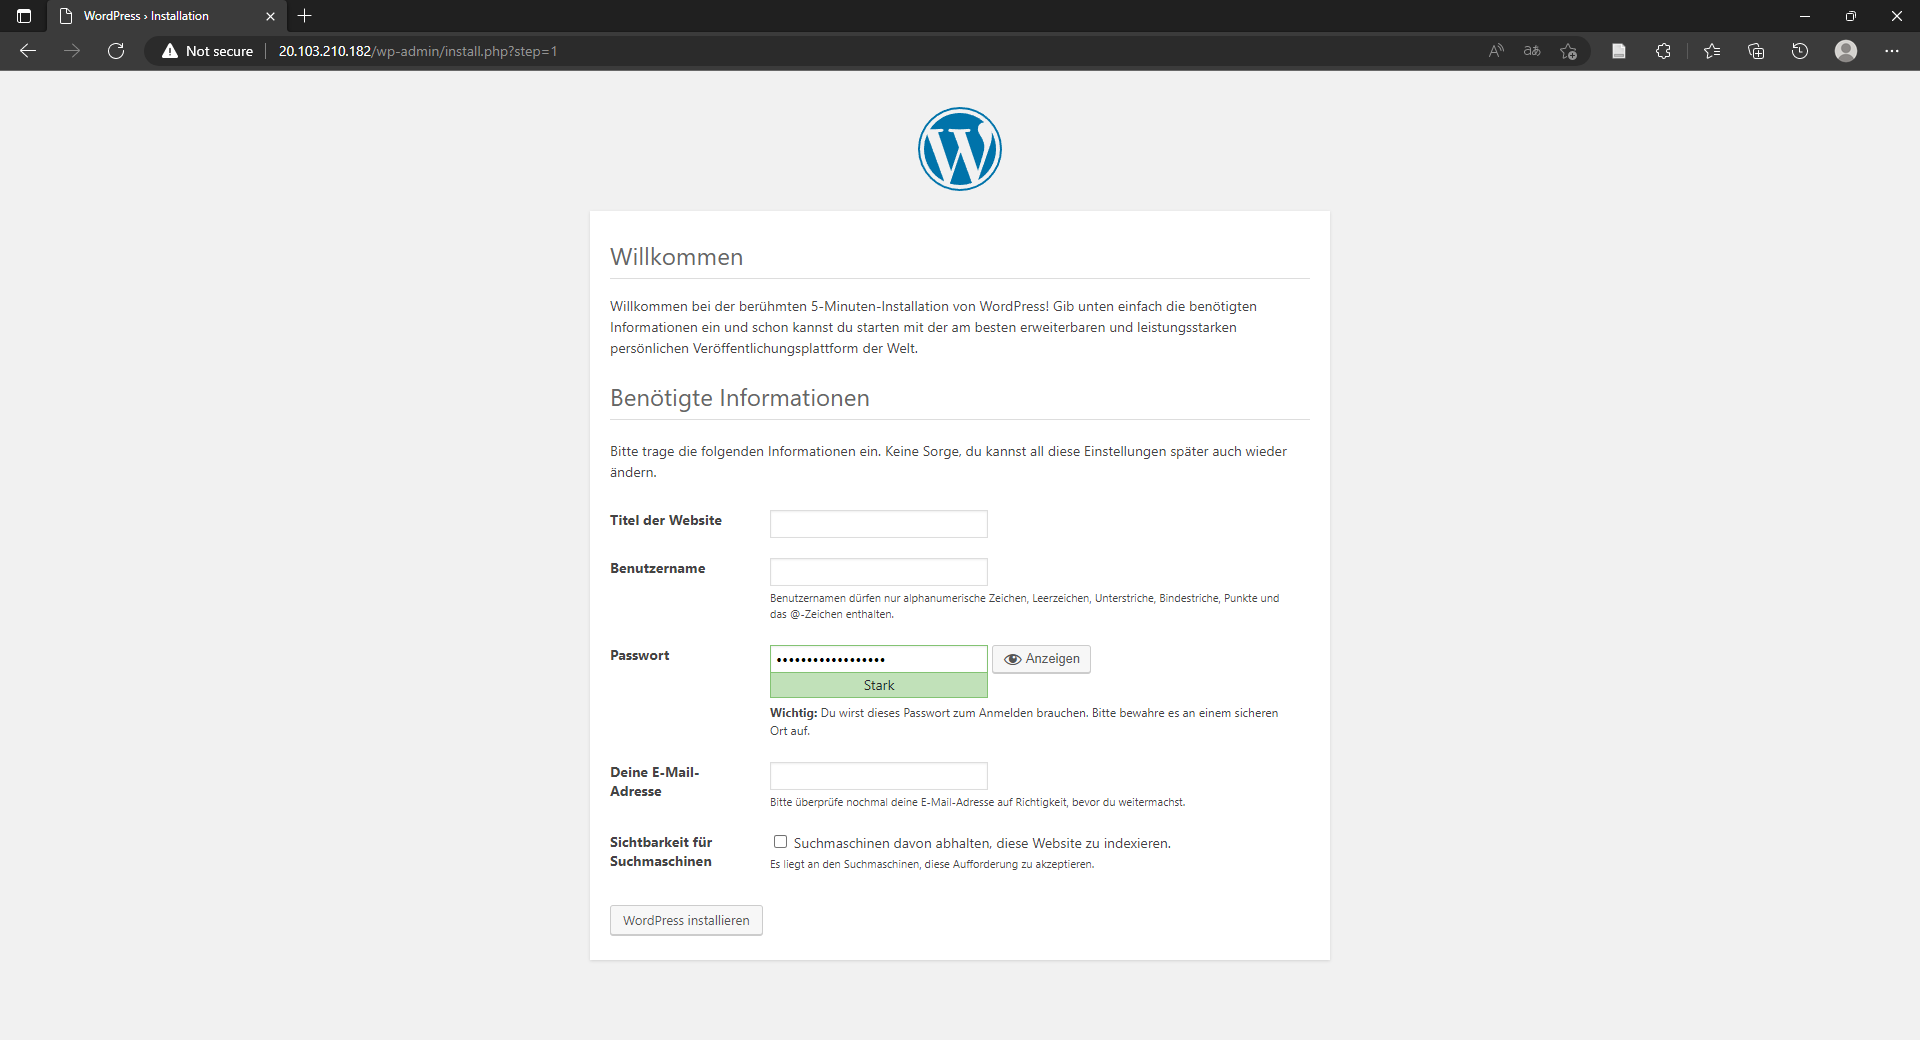 WordPress › Installation
Not secure
20.103.210.182/wp-admin/install.php?step=1
Willkommen
Willkommen bei der berühmten 5-Minuten-Installation von WordPress! Gib unten einfach die benötigten
Informationen ein und schon kannst du starten mit der am besten erweiterbaren und leistungsstarken
persönlichen Veröffentlichungsplattform der Welt.
Benötigte Informationen
Bitte trage die folgenden Informationen ein. Keine Sorge, du kannst all diese Einstellungen später auch wieder
ändern.
Titel der Website
Benutzername
Benutzernamen dürfen nur alphanumerische Zeichen, Leerzeichen, Unterstriche, Bindestriche, Punkte und
das @-Zeichen enthalten.
Passwort
••••••••••••••••••
Anzeigen
Stark
Wichtig: Du wirst dieses Passwort zum Anmelden brauchen. Bitte bewahre es an einem sicheren
Ort auf.
Deine E-Mail-
Adresse
Bitte überprüfe nochmal deine E-Mail-Adresse auf Richtigkeit, bevor du weitermachst.
Sichtbarkeit für
Suchmaschinen
Suchmaschinen davon abhalten, diese Website zu indexieren.
Es liegt an den Suchmaschinen, diese Aufforderung zu akzeptieren.
WordPress installieren